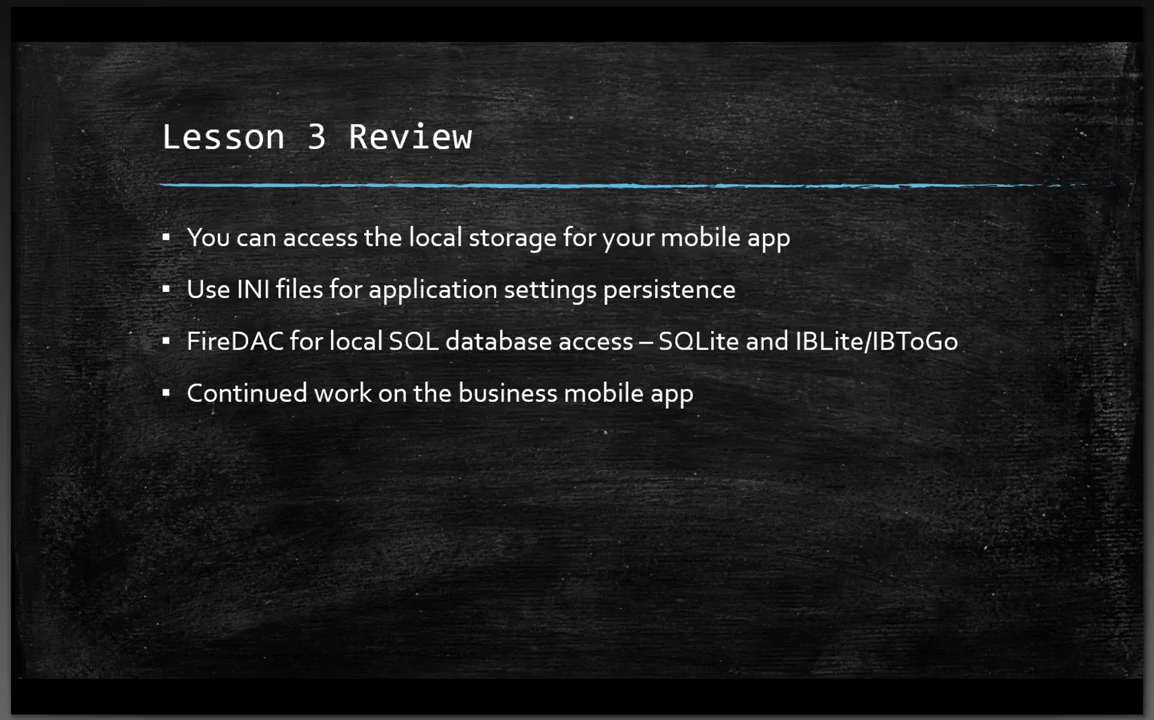 Lesson 3 Review
▪ You can access the local storage for your mobile app
▪ Use INI files for application settings persistence
▪ FireDAC for local SQL database access – SQLite and IBLite/IBToGo
▪ Continued work on the business mobile app